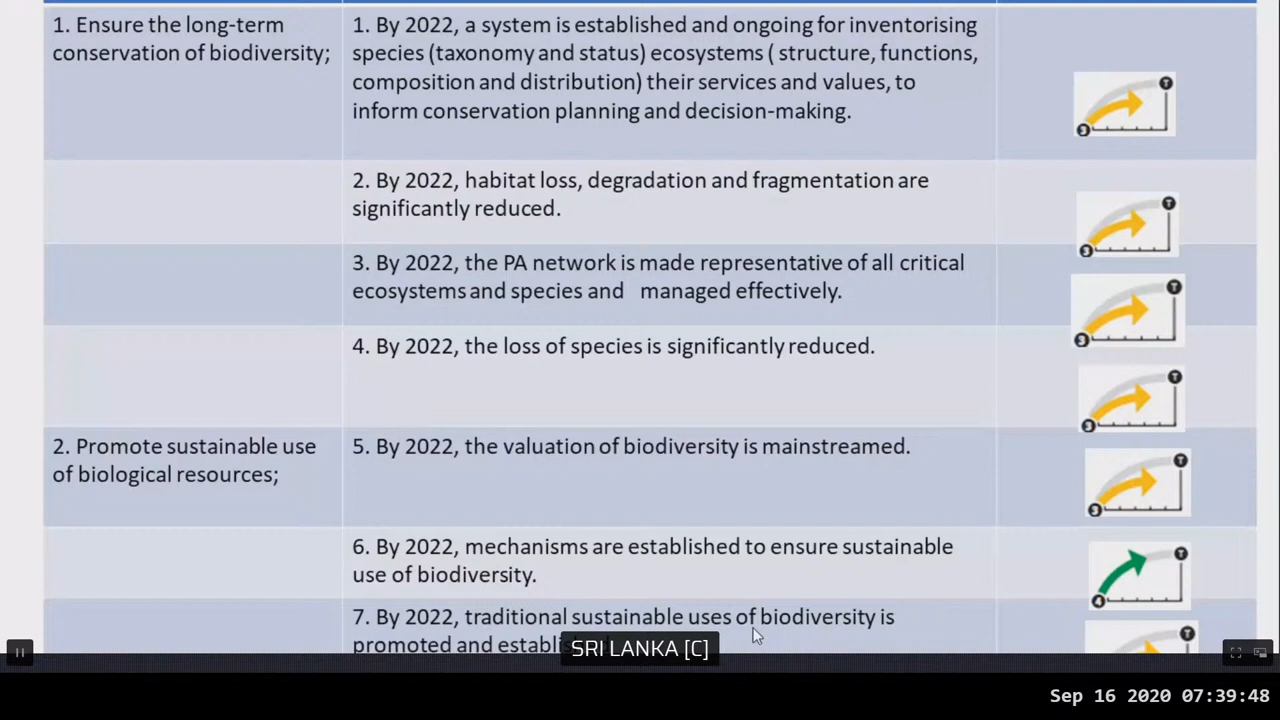 1. Ensure the long-term
conservation of biodiversity;
1. By 2022, a system is established and ongoing for inventorising
species (taxonomy and status) ecosystems ( structure, functions,
composition and distribution) their services and values, to
inform conservation planning and decision-making.
T
3
2. By 2022, habitat loss, degradation and fragmentation are
significantly reduced.
T
3
3. By 2022, the PA network is made representative of all critical
ecosystems and species and managed effectively.
T
3
4. By 2022, the loss of species is significantly reduced.
T
3
2. Promote sustainable use
of biological resources;
5. By 2022, the valuation of biodiversity is mainstreamed.
T
3
6. By 2022, mechanisms are established to ensure sustainable
use of biodiversity.
T
4
7. By 2022, traditional sustainable uses of biodiversity is
promoted and
T
SRI LANKA [C]
Sep 16 2020 07:39:48